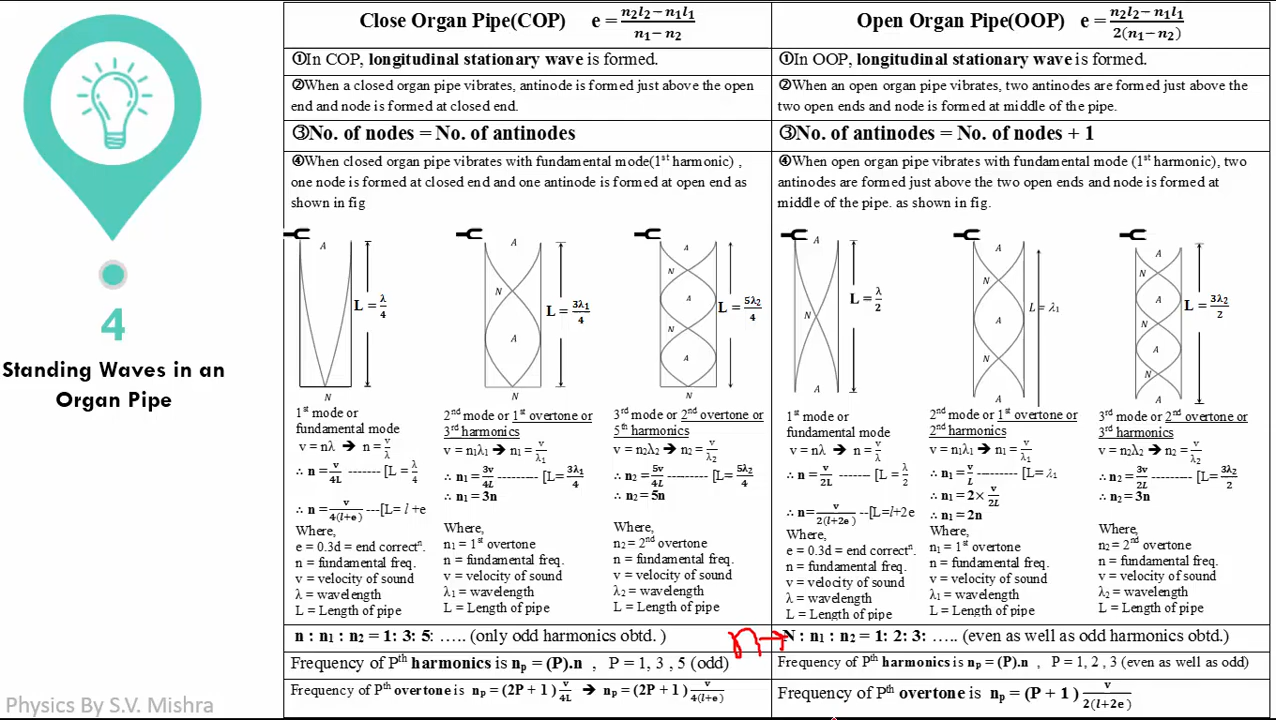 4
Standing Waves in an
Organ Pipe
Physics By S.V. Mishra
Close Organ Pipe(COP) e = n₂l₂−n₁l₁ / n₁−n₂
①In COP, longitudinal stationary wave is formed.
②When a closed organ pipe vibrates, antinode is formed just above the open
end and node is formed at closed end.
③No. of nodes = No. of antinodes
④When closed organ pipe vibrates with fundamental mode(1st harmonic) ,
one node is formed at closed end and one antinode is formed at open end as
shown in fig
A
N
L = λ/4
A
N
A
N
L = 3λ₁/4
A
N
A
N
A
N
L = 5λ₂/4
1st mode or
fundamental mode
v = nλ ➔ n = v/λ
∴ n = v/4L ------- [L = λ/4
∴ n = v/4(l+e) ---[L= l +e
Where,
e = 0.3d = end correctⁿ.
n = fundamental freq.
v = velocity of sound
λ = wavelength
L = Length of pipe
2nd mode or 1st overtone or
3rd harmonics
v = n₁λ₁ ➔ n₁ = v/λ₁
∴ n₁ = 3v/4L --------- [L= 3λ₁/4
∴ n₁ = 3n
Where,
n₁ = 1st overtone
n = fundamental freq.
v = velocity of sound
λ₁ = wavelength
L = Length of pipe
3rd mode or 2nd overtone or
5th harmonics
v = n₂λ₂ ➔ n₂ = v/λ₂
∴ n₂ = 5v/4L --------- [L= 5λ₂/4
∴ n₂ = 5n
Where,
n₂ = 2nd overtone
n = fundamental freq.
v = velocity of sound
λ₂ = wavelength
L = Length of pipe
n : n₁ : n₂ = 1: 3: 5: ….. (only odd harmonics obtd. )
Frequency of Pth harmonics is nₚ = (P).n , P = 1, 3 , 5 (odd)
Frequency of Pth overtone is nₚ = (2P + 1) v/4L ➔ nₚ = (2P + 1) v/4(l+e)
Open Organ Pipe(OOP) e = n₂l₂−n₁l₁ / 2(n₁−n₂)
①In OOP, longitudinal stationary wave is formed.
②When an open organ pipe vibrates, two antinodes are formed just above the
two open ends and node is formed at middle of the pipe.
③No. of antinodes = No. of nodes + 1
④When open organ pipe vibrates with fundamental mode (1st harmonic), two
antinodes are formed just above the two open ends and node is formed at
middle of the pipe. as shown in fig.
A
N
A
L = λ/2
A
N
A
N
A
L = λ₁
A
N
A
N
A
N
A
L = 3λ₂/2
1st mode or
fundamental mode
v = nλ ➔ n = v/λ
∴ n = v/2L ------- [L = λ/2
∴ n= v/2(l+2e) --[L=l+2e
Where,
e = 0.3d = end correctⁿ.
n = fundamental freq.
v = velocity of sound
λ = wavelength
L = Length of pipe
2nd mode or 1st overtone or
2nd harmonics
v = n₁λ₁ ➔ n₁ = v/λ₁
∴ n₁ = v/L --------- [L= λ₁
∴ n₁ = 2× v/2L
∴ n₁ = 2n
Where,
n₁ = 1st overtone
n = fundamental freq.
v = velocity of sound
λ₁ = wavelength
L = Length of pipe
3rd mode or 2nd overtone or
3rd harmonics
v = n₂λ₂ ➔ n₂ = v/λ₂
∴ n₂ = 3v/2L --------- [L= 3λ₂/2
∴ n₂ = 3n
Where,
n₂ = 2nd overtone
n = fundamental freq.
v = velocity of sound
λ₂ = wavelength
L = Length of pipe
n→
N : n₁ : n₂ = 1: 2: 3: ….. (even as well as odd harmonics obtd.)
Frequency of Pth harmonics is nₚ = (P).n , P = 1, 2 , 3 (even as well as odd)
Frequency of Pth overtone is nₚ = (P + 1) v/2(l+2e)